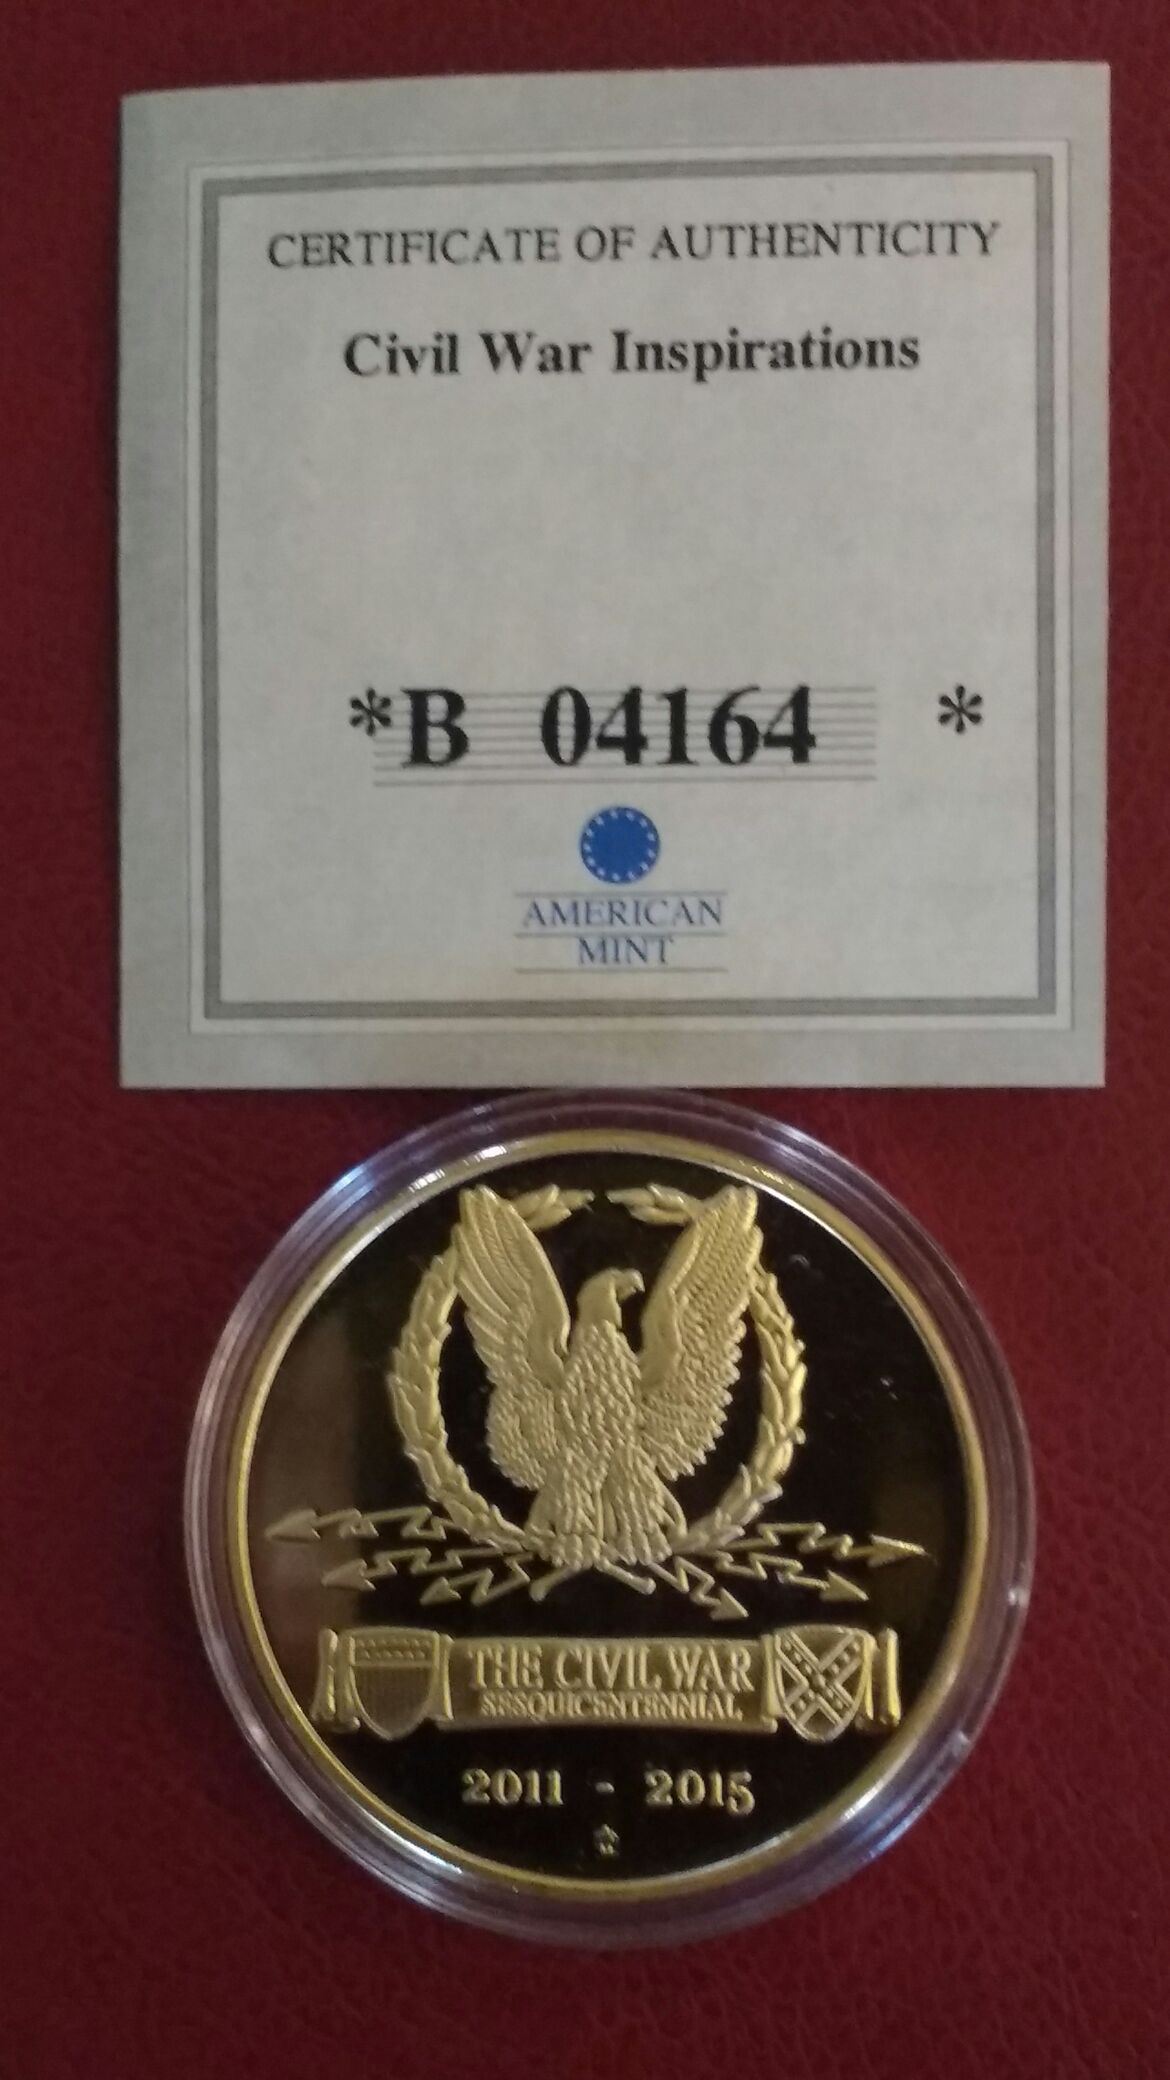 CERTIFICATE OF AUTHENTICITY
Civil War Inspirations
*B 04164 *
AMERICAN
MINT
THE CIVIL WAR
SESQUICENTENNIAL
2011 - 2015